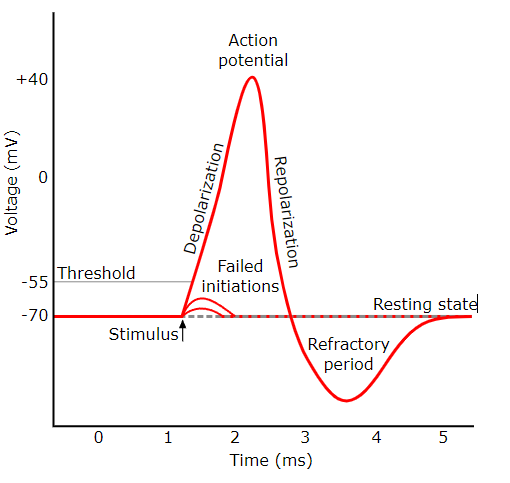 Action
potential
+40
Voltage (mV)
0
Depolarization
Repolarization
Threshold
-55
Failed
initiations
-70
Resting state
Stimulus
Refractory
period
0 1 2 3 4 5
Time (ms)